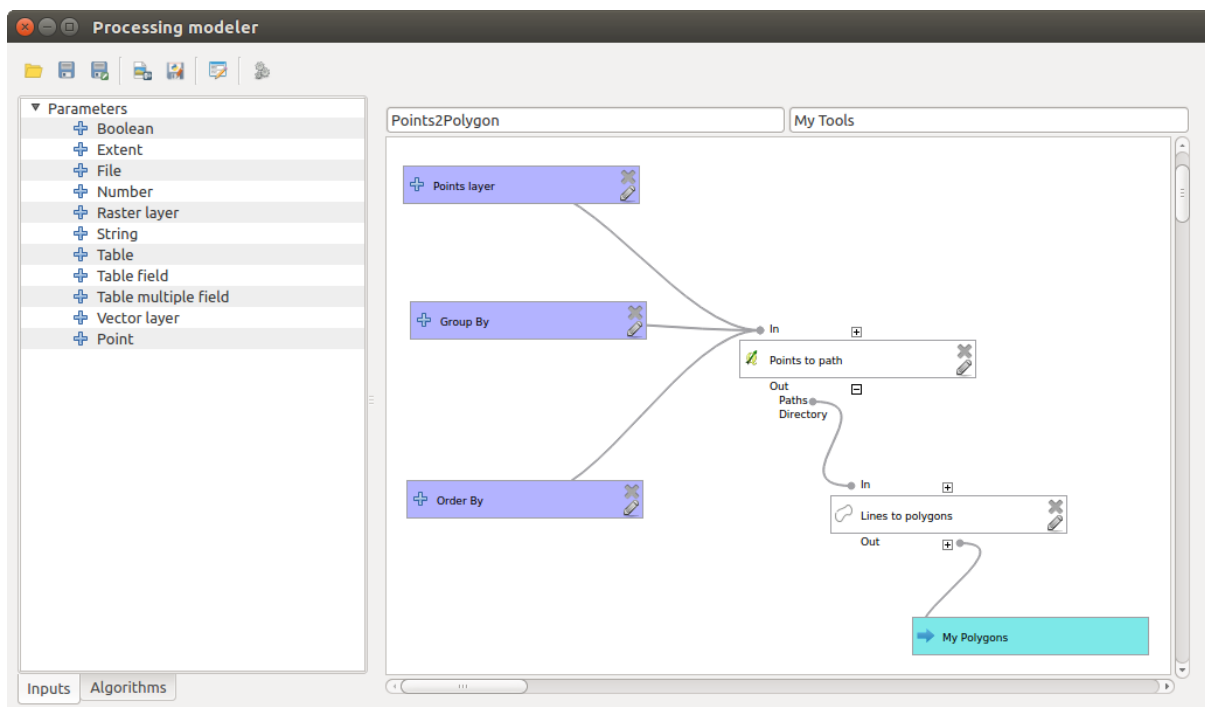 Processing modeler
Parameters
Boolean
Extent
File
Number
Raster layer
String
Table
Table field
Table multiple field
Vector layer
Point
Inputs
Algorithms
Points2Polygon
My Tools
Points layer
Group By
In
Points to path
Out
Paths
Directory
Order By
In
Lines to polygons
Out
My Polygons